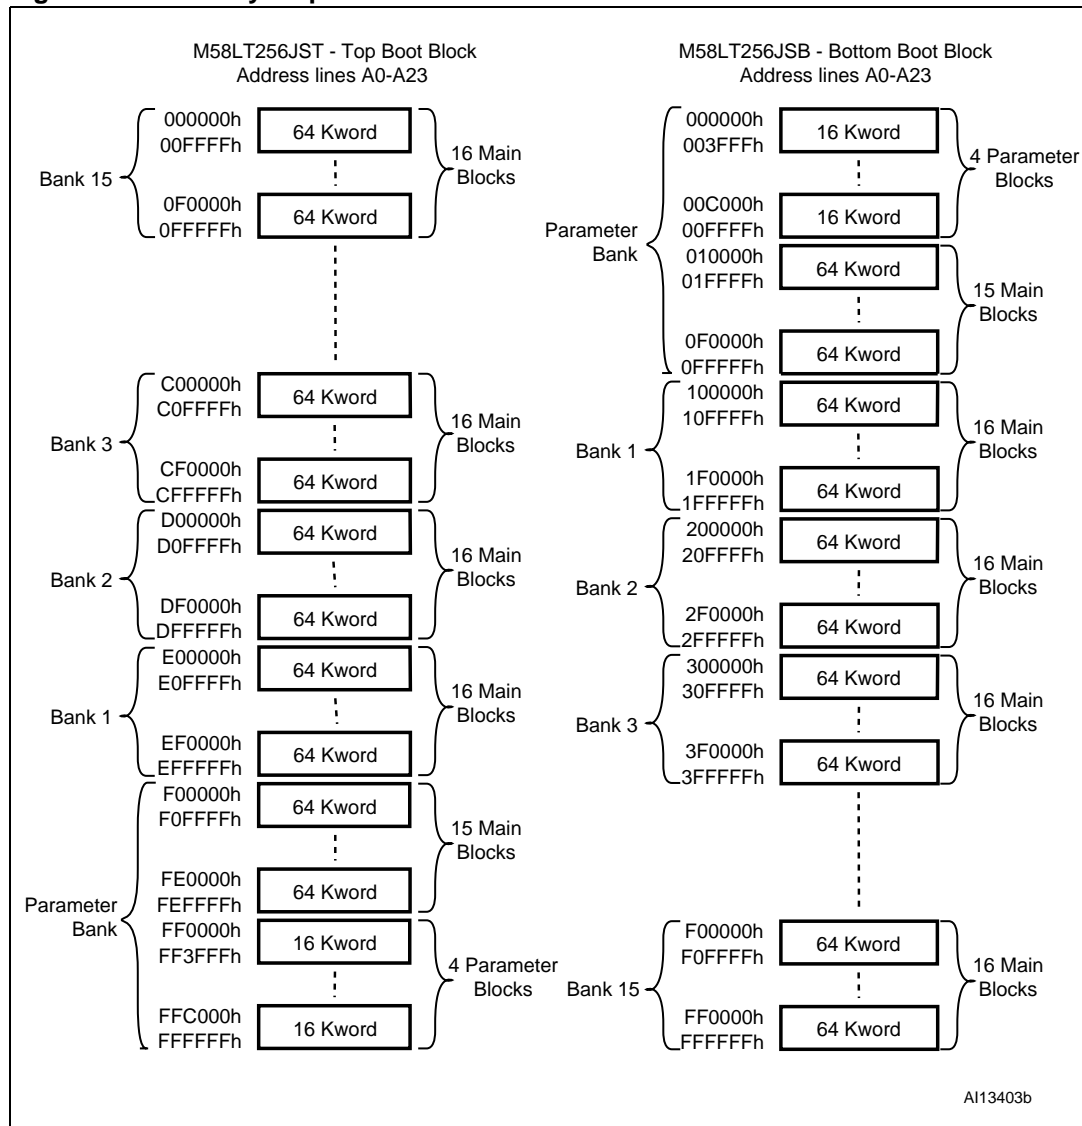 M58LT256JST - Top Boot Block
Address lines A0-A23
000000h
00FFFFh
64 Kword
Bank 15
16 Main
Blocks
0F0000h
0FFFFFh
64 Kword
C00000h
C0FFFFh
64 Kword
Bank 3
16 Main
Blocks
CF0000h
CFFFFFh
64 Kword
D00000h
D0FFFFh
64 Kword
Bank 2
16 Main
Blocks
DF0000h
DFFFFFh
64 Kword
E00000h
E0FFFFh
64 Kword
Bank 1
16 Main
Blocks
EF0000h
EFFFFFh
64 Kword
F00000h
F0FFFFh
64 Kword
15 Main
Blocks
FE0000h
FEFFFFh
64 Kword
Parameter
Bank
FF0000h
FF3FFFh
16 Kword
4 Parameter
Blocks
FFC000h
FFFFFFh
16 Kword
M58LT256JSB - Bottom Boot Block
Address lines A0-A23
000000h
003FFFh
16 Kword
4 Parameter
Blocks
00C000h
00FFFFh
16 Kword
Parameter
Bank
010000h
01FFFFh
64 Kword
15 Main
Blocks
0F0000h
0FFFFFh
64 Kword
100000h
10FFFFh
64 Kword
Bank 1
16 Main
Blocks
1F0000h
1FFFFFh
64 Kword
200000h
20FFFFh
64 Kword
Bank 2
16 Main
Blocks
2F0000h
2FFFFFh
64 Kword
300000h
30FFFFh
64 Kword
Bank 3
16 Main
Blocks
3F0000h
3FFFFFh
64 Kword
F00000h
F0FFFFh
64 Kword
Bank 15
16 Main
Blocks
FF0000h
FFFFFFh
64 Kword
AI13403b